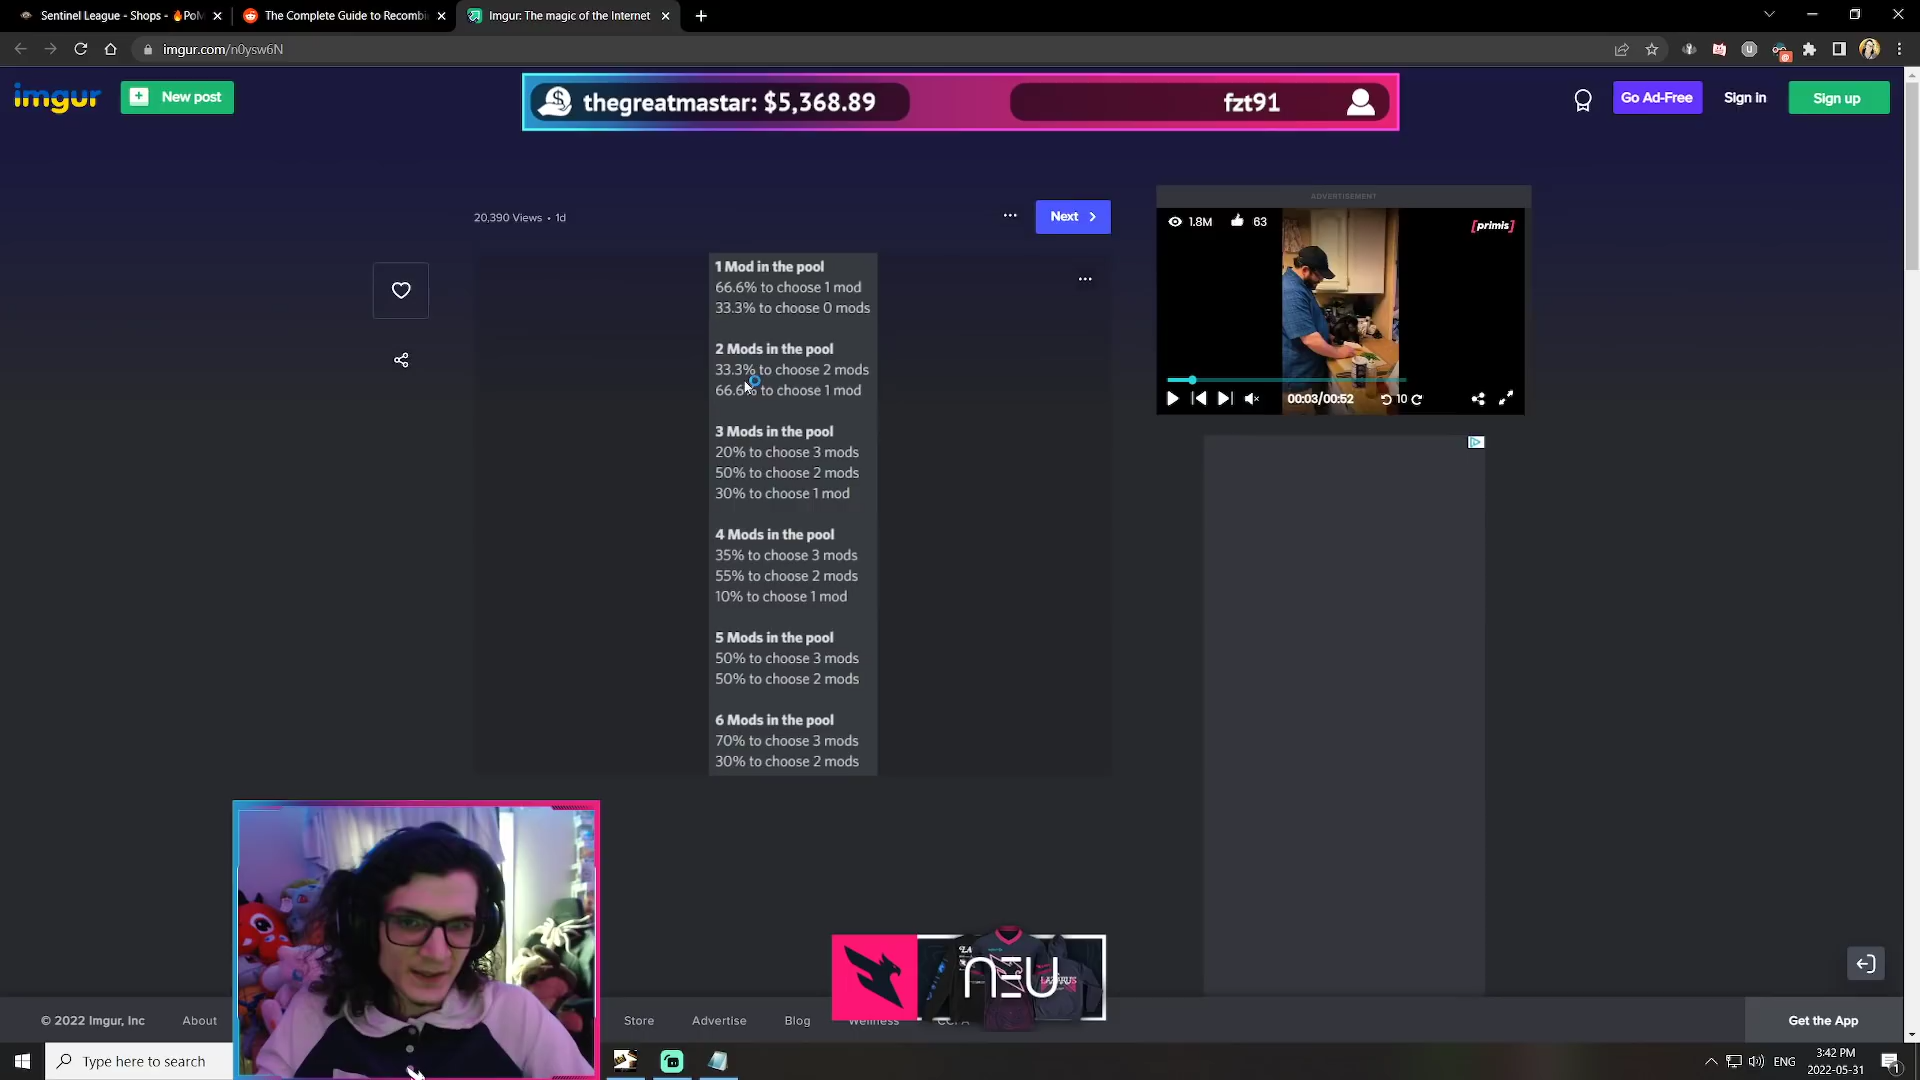 Sentinel League - Shops - 🔥PoM
The Complete Guide to Recombi
Imgur: The magic of the Internet
imgur.com/n0ysw6N
imgur
New post
thegreatmastar: $5,368.89
fzt91
Go Ad-Free
Sign in
Sign up
20,390 Views • 1d
Next
ADVERTISEMENT
1.8M
63
[primis]
1 Mod in the pool
66.6% to choose 1 mod
33.3% to choose 0 mods
2 Mods in the pool
33.3% to choose 2 mods
66.6% to choose 1 mod
3 Mods in the pool
20% to choose 3 mods
50% to choose 2 mods
30% to choose 1 mod
4 Mods in the pool
35% to choose 3 mods
55% to choose 2 mods
10% to choose 1 mod
5 Mods in the pool
50% to choose 3 mods
50% to choose 2 mods
6 Mods in the pool
70% to choose 3 mods
30% to choose 2 mods
00:03/00:52
10
NEU
LAZARUS
© 2022 Imgur, Inc
About
Store
Advertise
Blog
Wellness
CCPA
Get the App
Type here to search
ENG
3:42 PM
2022-05-31
1